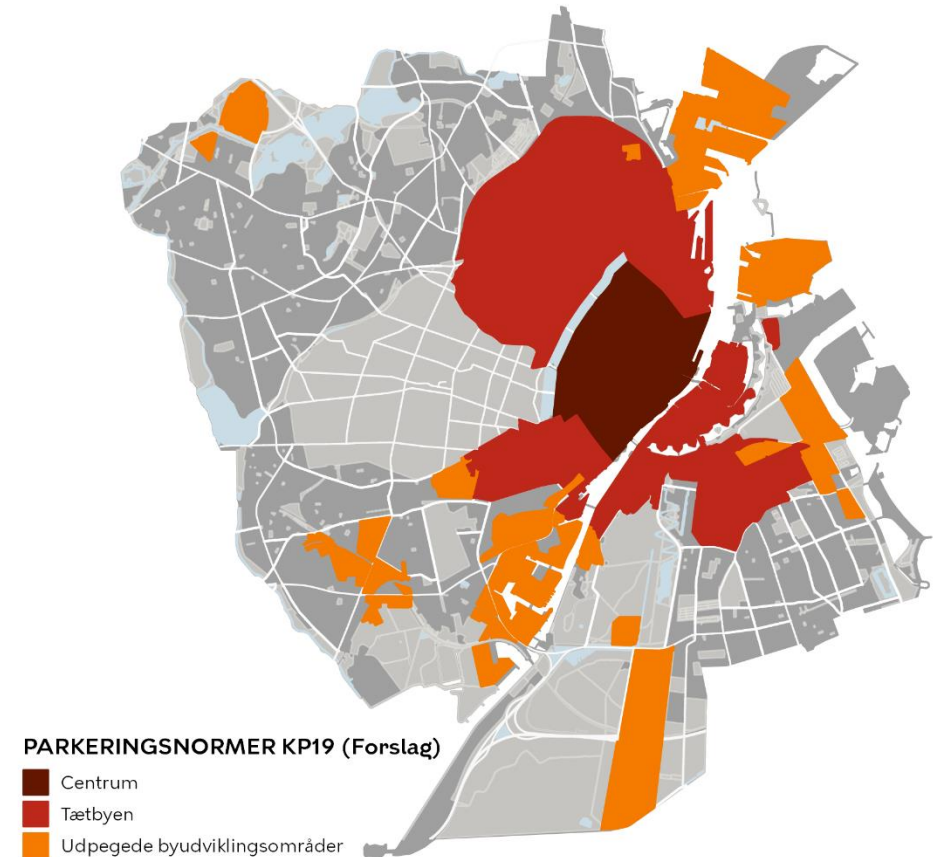 PARKERINGSNORMER KP19 (Forslag)
Centrum
Tætbyen
Udpegede byudviklingsområder